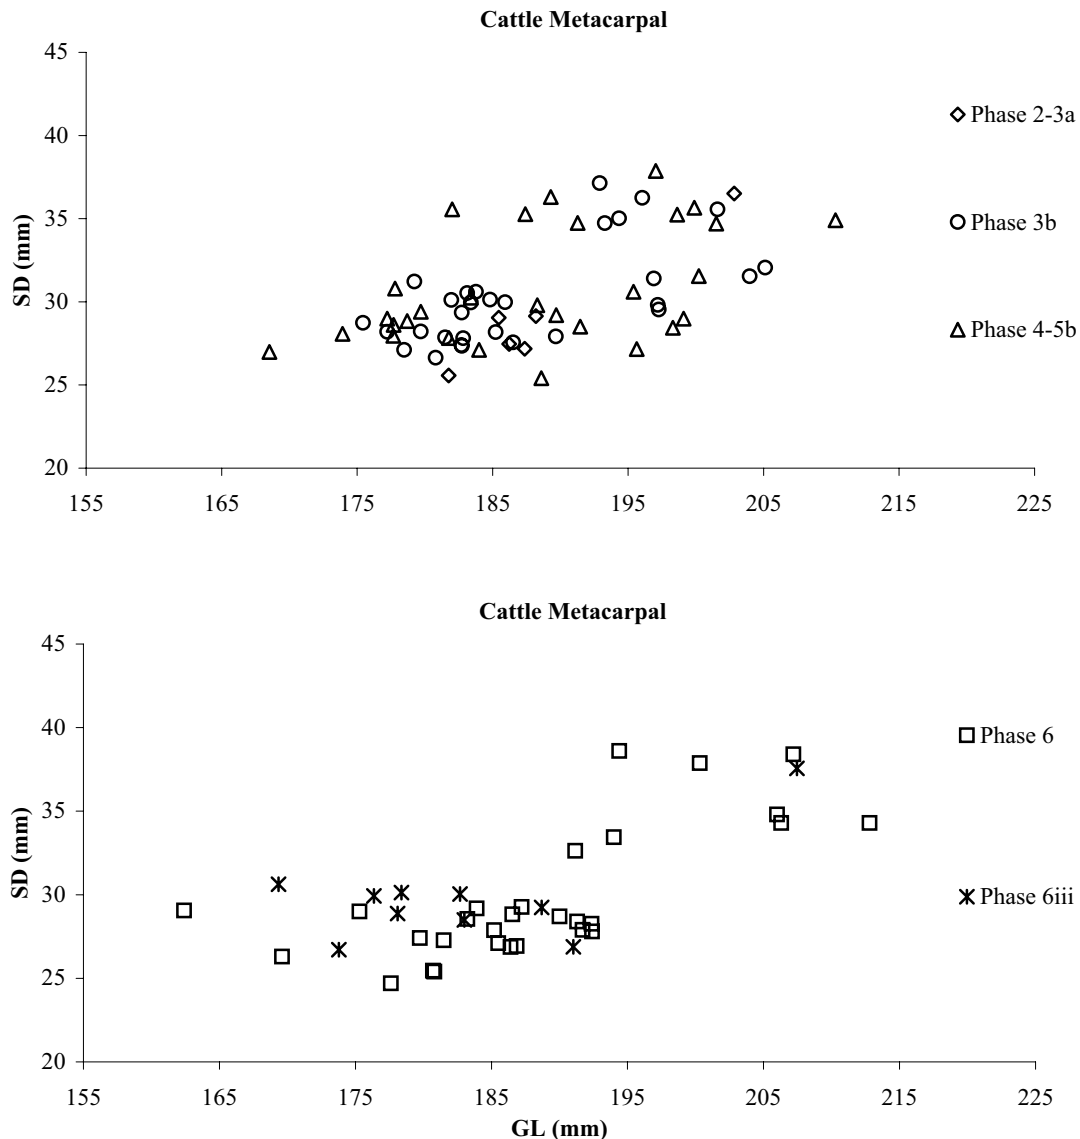 Cattle Metacarpal
45
40
35
30
25
20
SD (mm)
155 165 175 185 195 205 215 225
Phase 2-3a
Phase 3b
Phase 4-5b
Cattle Metacarpal
45
40
35
30
25
20
SD (mm)
155 165 175 185 195 205 215 225
GL (mm)
Phase 6
Phase 6iii